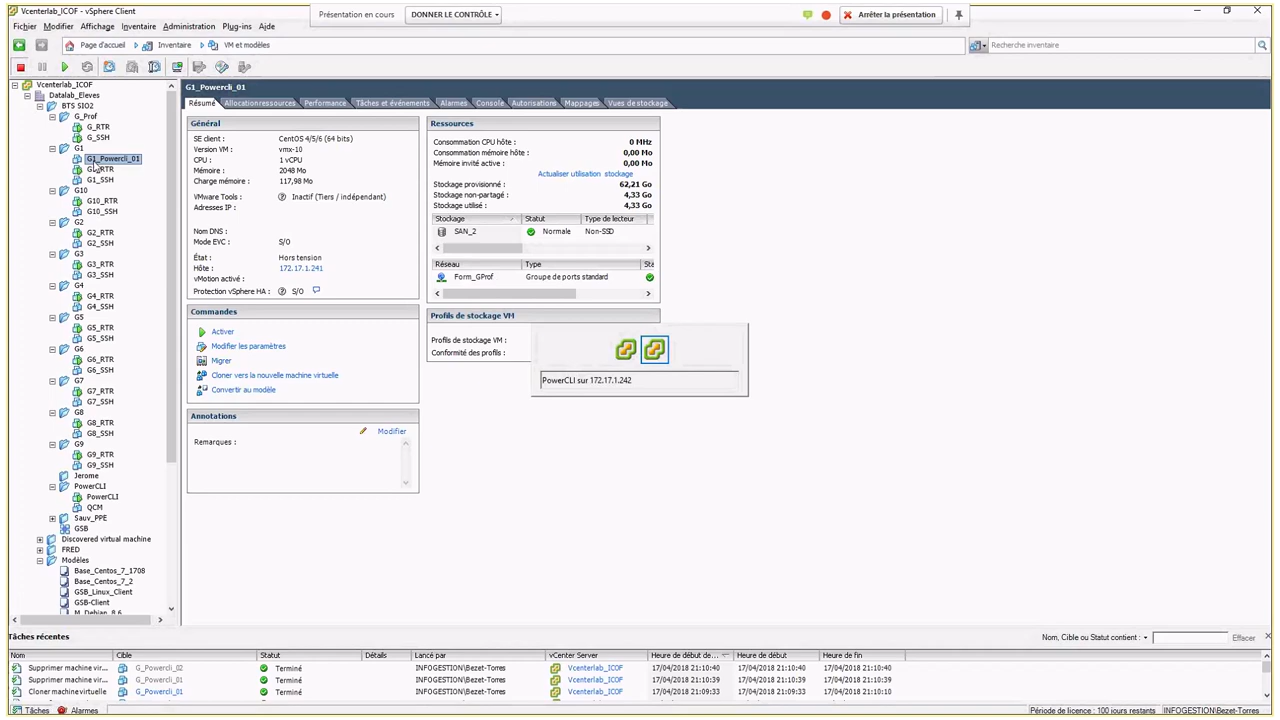 Vcenterlab_ICOF - vSphere Client
Présentation en cours
DONNER LE CONTRÔLE
Arrêter la présentation
Fichier Modifier Affichage Inventaire Administration Plug-ins Aide
Page d'accueil Inventaire VM et modèles
Recherche inventaire
Vcenterlab_ICOF
Datalab_Eleves
BTS SIO2
G_Prof
G_RTR
G_SSH
G1
G1_Powercli_01
G1_RTR
G1_SSH
G10
G10_RTR
G10_SSH
G2
G2_RTR
G2_SSH
G3
G3_RTR
G3_SSH
G4
G4_RTR
G4_SSH
G5
G5_RTR
G5_SSH
G6
G6_RTR
G6_SSH
G7
G7_RTR
G7_SSH
G8
G8_RTR
G8_SSH
G9
G9_RTR
G9_SSH
Jerome
PowerCLI
PowerCLI
QCM
Sauv_PPE
GSB
Discovered virtual machine
FRED
Modèles
Base_Centos_7_1708
Base_Centos_7_2
GSB_Linux_Client
GSB-Client
M_Debian_8.6
G1_Powercli_01
Résumé Allocation ressources Performance Tâches et événements Alarmes Console Autorisations Mappages Vues de stockage
Général
SE client : CentOS 4/5/6 (64 bits)
Version VM : vmx-10
CPU : 1 vCPU
Mémoire : 2048 Mo
Charge mémoire : 117,98 Mo
VMware Tools : Inactif (Tiers / indépendant)
Adresses IP :
Nom DNS :
Mode EVC : S/O
État : Hors tension
Hôte : 172.17.1.241
vMotion activé :
Protection vSphere HA : S/O
Commandes
Activer
Modifier les paramètres
Migrer
Cloner vers la nouvelle machine virtuelle
Convertir au modèle
Annotations
Modifier
Remarques :
Ressources
Consommation CPU hôte : 0 MHz
Consommation mémoire hôte : 0,00 Mo
Mémoire invité active : 0,00 Mo
Actualiser utilisation stockage
Stockage provisionné : 62,21 Go
Stockage non-partagé : 4,33 Go
Stockage utilisé : 4,33 Go
Stockage Statut Type de lecteur
SAN_2 Normale Non-SSD
Réseau Type Sta
Form_GProf Groupe de ports standard
Profils de stockage VM
Profils de stockage VM :
Conformité des profils :
PowerCLI sur 172.17.1.242
Tâches récentes
Nom, Cible ou Statut contient : Effacer
Nom Cible Statut Détails Lancé par vCenter Server Heure de début de... Heure de début Heure de fin
Supprimer machine vir... G_Powercli_02 Terminé INFOGESTION\Bezet-Torres Vcenterlab_ICOF 17/04/2018 21:10:40 17/04/2018 21:10:40 17/04/2018 21:10:40
Supprimer machine vir... G_Powercli_01 Terminé INFOGESTION\Bezet-Torres Vcenterlab_ICOF 17/04/2018 21:10:39 17/04/2018 21:10:39 17/04/2018 21:10:40
Cloner machine virtuelle G_Powercli_01 Terminé INFOGESTION\Bezet-Torres Vcenterlab_ICOF 17/04/2018 21:09:33 17/04/2018 21:09:33 17/04/2018 21:10:10
Tâches Alarmes
Période de licence : 100 jours restants INFOGESTION\Bezet-Torres